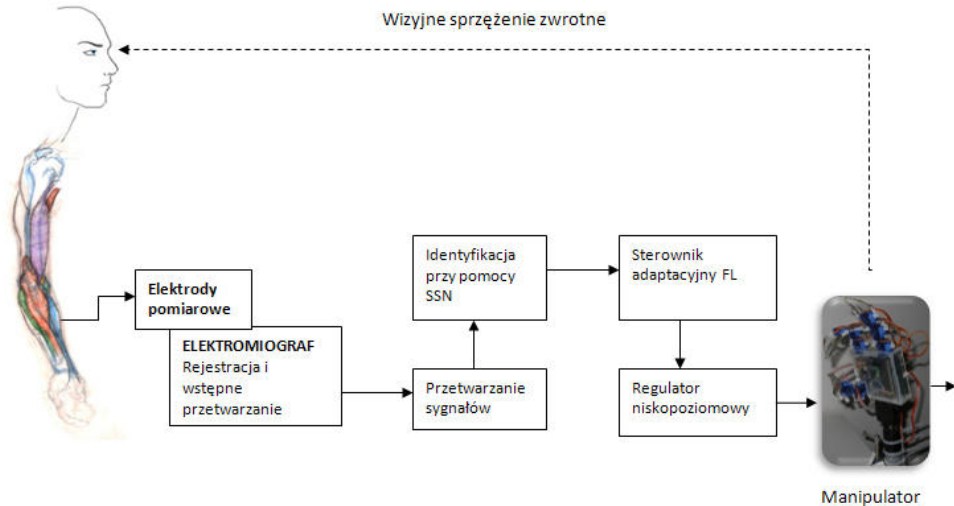 Wizyjne sprzężenie zwrotne
Elektrody
pomiarowe
ELEKTROMIOGRAF
Rejestracja i
wstępne
przetwarzanie
Przetwarzanie
sygnałów
Identyfikacja
przy pomocy
SSN
Sterownik
adaptacyjny FL
Regulator
niskopoziomowy
Manipulator